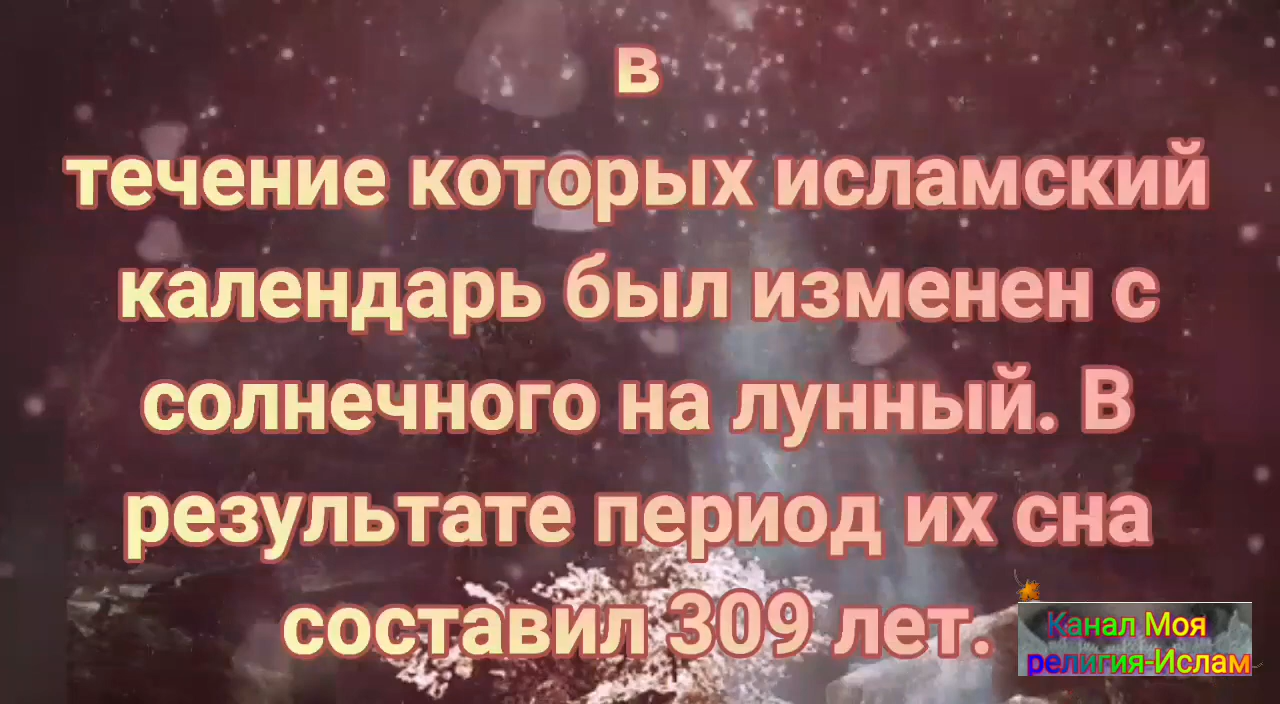 в
течение которых исламский
календарь был изменен с
солнечного на лунный. В
результате период их сна
составил 309 лет.
Канал Моя
религия-Ислам